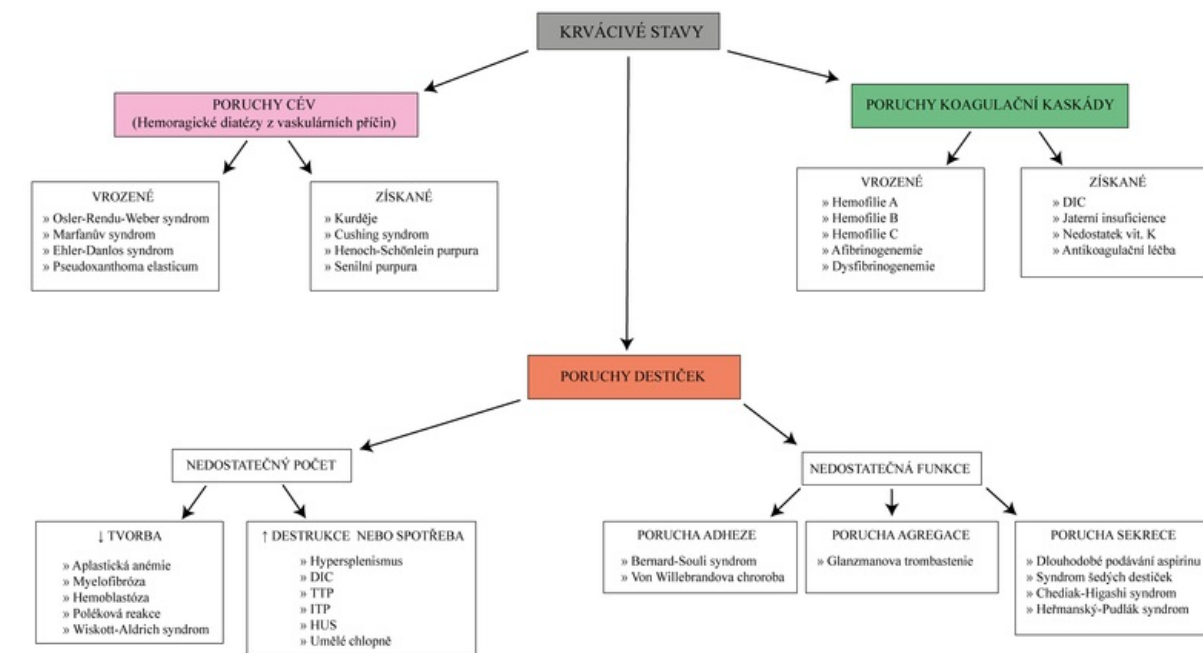 KRVÁCIVÉ STAVY
PORUCHY CÉV
(Hemoragické diatézy z vaskulárních příčin)
VROZENÉ
» Osler-Rendu-Weber syndrom
» Marfanův syndrom
» Ehler-Danlos syndrom
» Pseudoxanthoma elasticum
ZÍSKANÉ
» Kurděje
» Cushing syndrom
» Henoch-Schönlein purpura
» Senilní purpura
PORUCHY KOAGULAČNÍ KASKÁDY
VROZENÉ
» Hemofilie A
» Hemofilie B
» Hemofilie C
» Afibrinogenemie
» Dysfibrinogenemie
ZÍSKANÉ
» DIC
» Jaterní insuficience
» Nedostatek vit. K
» Antikoagulační léčba
PORUCHY DESTIČEK
NEDOSTATEČNÝ POČET
↓ TVORBA
» Aplastická anémie
» Myelofibróza
» Hemoblastóza
» Poléková reakce
» Wiskott-Aldrich syndrom
↑ DESTRUKCE NEBO SPOTŘEBA
» Hypersplenismus
» DIC
» TTP
» ITP
» HUS
» Umělé chlopně
NEDOSTATEČNÁ FUNKCE
PORUCHA ADHEZE
» Bernard-Souli syndrom
» Von Willebrandova chroroba
PORUCHA AGREGACE
» Glanzmanova trombastenie
PORUCHA SEKRECE
» Dlouhodobé podávání aspirinu
» Syndrom šedých destiček
» Chediak-Higashi syndrom
» Heřmanský-Pudlák syndrom